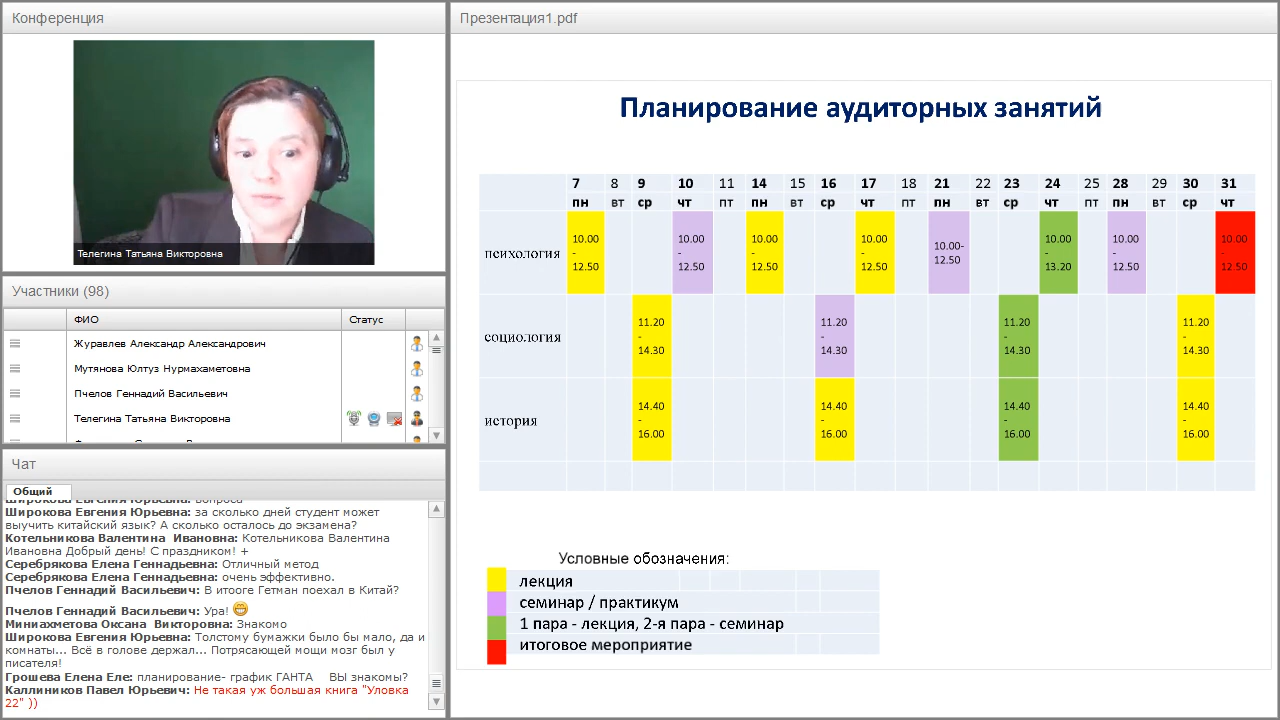 Конференция
Телегина Татьяна Викторовна
Участники (98)
ФИО Статус
Журавлев Александр Александрович
Мутянова Юлтуз Нурмахаметовна
Пчелов Геннадий Васильевич
Телегина Татьяна Викторовна
Чат
Общий
Широкова Евгения Юрьевна: вопроса
Широкова Евгения Юрьевна: за сколько дней студент может
выучить китайский язык? А сколько осталось до экзамена?
Котельникова Валентина Ивановна: Котельникова Валентина
Ивановна Добрый день! С праздником! +
Серебрякова Елена Геннадьевна: Отличный метод
Серебрякова Елена Геннадьевна: очень эффективно.
Пчелов Геннадий Васильевич: В итооге Гетман поехал в Китай?
Пчелов Геннадий Васильевич: Ура!
Миниахметова Оксана Викторовна: Знакомо
Широкова Евгения Юрьевна: Толстому бумажки было бы мало, да и
комнаты... Всё в голове держал... Потрясающей мощи мозг был у
писателя!
Грошева Елена Еле: планирование- график ГАНТА ВЫ знакомы?
Каллиников Павел Юрьевич: Не такая уж большая книга "Уловка
22" ))
Презентация1.pdf
Планирование аудиторных занятий
7 8 9 10 11 14 15 16 17 18 21 22 23 24 25 28 29 30 31
пн вт ср чт пт пн вт ср чт пт пн вт ср чт пт пн вт ср чт
психология 10.00 - 12.50 10.00 - 12.50 10.00 - 12.50 10.00 - 12.50 10.00- 12.50 10.00 - 13.20 10.00 - 12.50 10.00 - 12.50
социология 11.20 - 14.30 11.20 - 14.30 11.20 - 14.30 11.20 - 14.30
история 14.40 - 16.00 14.40 - 16.00 14.40 - 16.00 14.40 - 16.00
Условные обозначения:
лекция
семинар / практикум
1 пара - лекция, 2-я пара - семинар
итоговое мероприятие